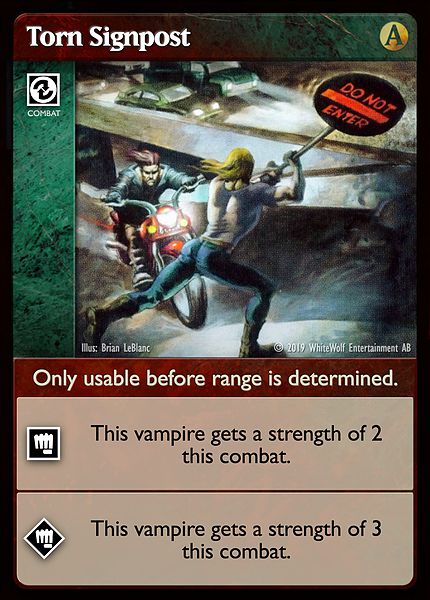 Torn Signpost
A
COMBAT
DO NOT
ENTER
Illus: Brian LeBlanc
© 2019 WhiteWolf Entertainment AB
Only usable before range is determined.
This vampire gets a strength of 2
this combat.
This vampire gets a strength of 3
this combat.